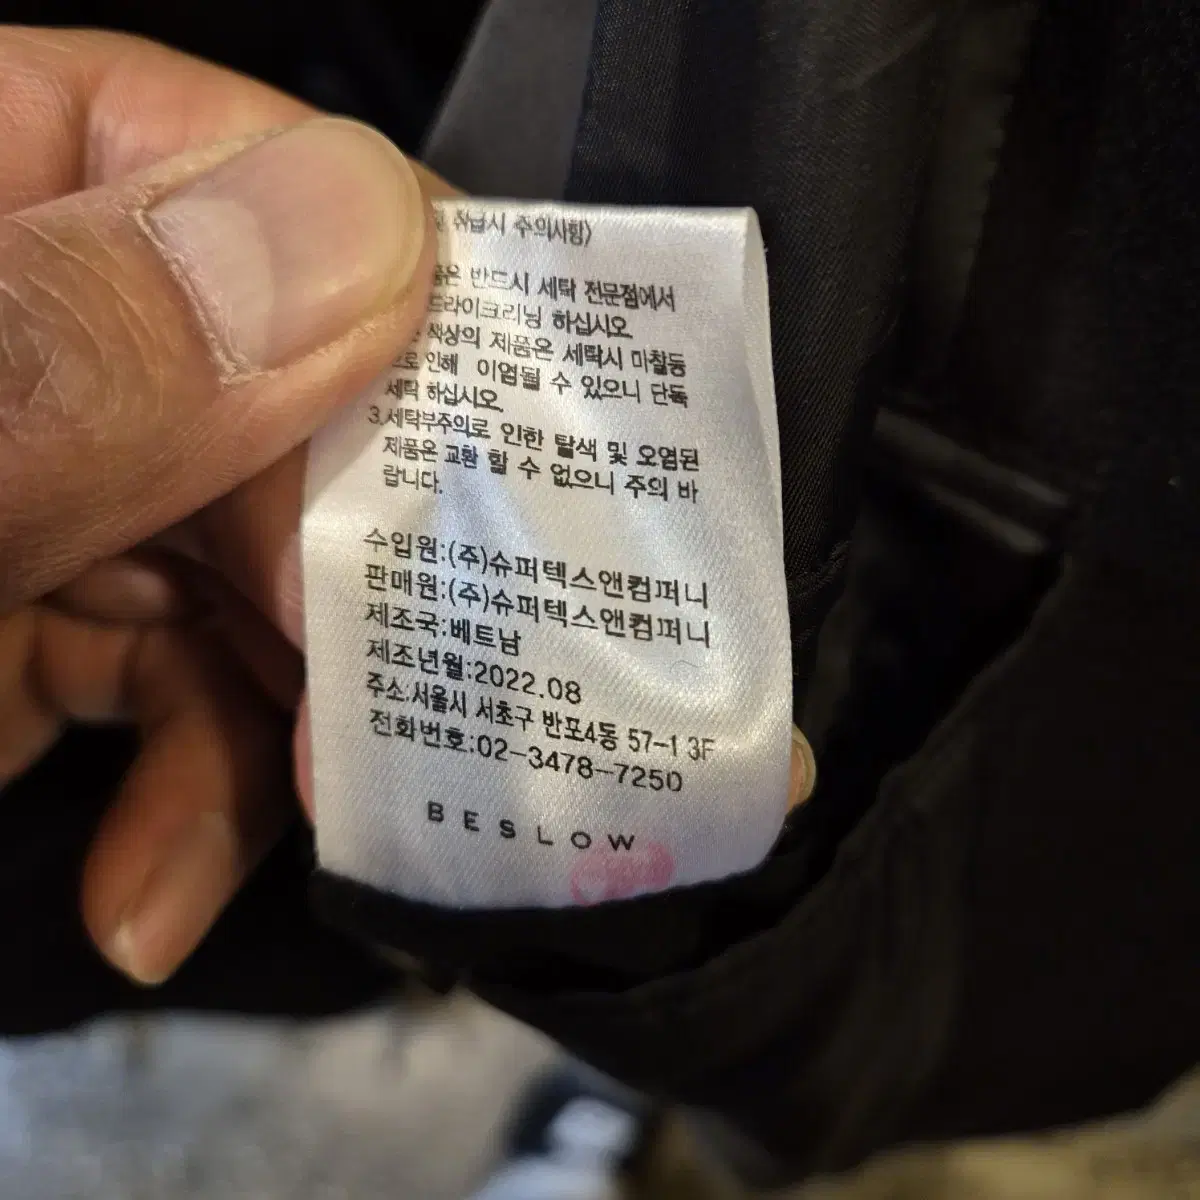 취급시 주의사항〉
반드시 세탁 전문점에서
드라이크리닝 하십시오
색상의 제품은 세탁시 마찰등
인해 이염될 수 있으니 단독
세탁 하십시오.
3.세탁부주의로 인한 탈색 및 오염된
제품은 교환 할 수 없으니 주의 바
랍니다.
수입원:(주)슈퍼텍스앤컴퍼니
판매원:(주)슈퍼텍스앤컴퍼니
제조국:베트남
제조년월:2022.08
주소:서울시 서초구 반포4동 57-1 3F
전화번호:02-3478-7250
BESLOW